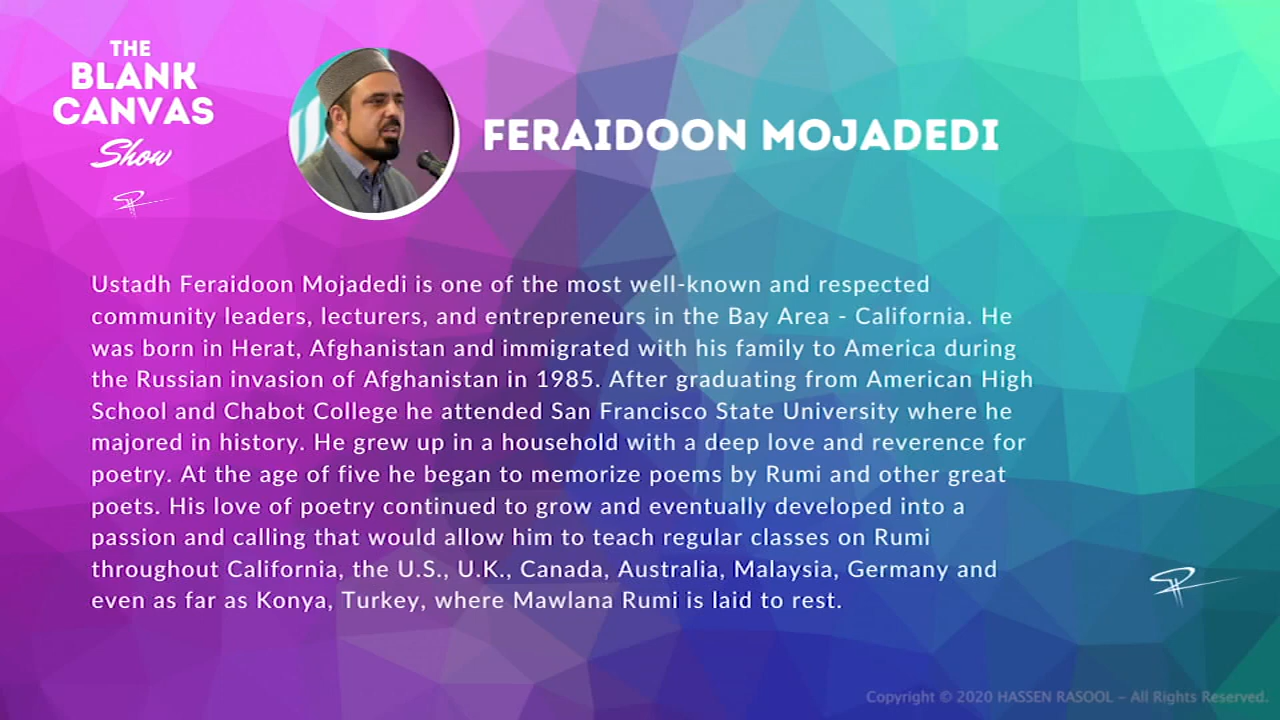 THE
BLANK
CANVAS
Show
FERAIDOON MOJADEDI
Ustadh Feraidoon Mojadedi is one of the most well-known and respected
community leaders, lecturers, and entrepreneurs in the Bay Area - California. He
was born in Herat, Afghanistan and immigrated with his family to America during
the Russian invasion of Afghanistan in 1985. After graduating from American High
School and Chabot College he attended San Francisco State University where he
majored in history. He grew up in a household with a deep love and reverence for
poetry. At the age of five he began to memorize poems by Rumi and other great
poets. His love of poetry continued to grow and eventually developed into a
passion and calling that would allow him to teach regular classes on Rumi
throughout California, the U.S., U.K., Canada, Australia, Malaysia, Germany and
even as far as Konya, Turkey, where Mawlana Rumi is laid to rest.
Copyright © 2020 HASSEN RASOOL – All Rights Reserved.